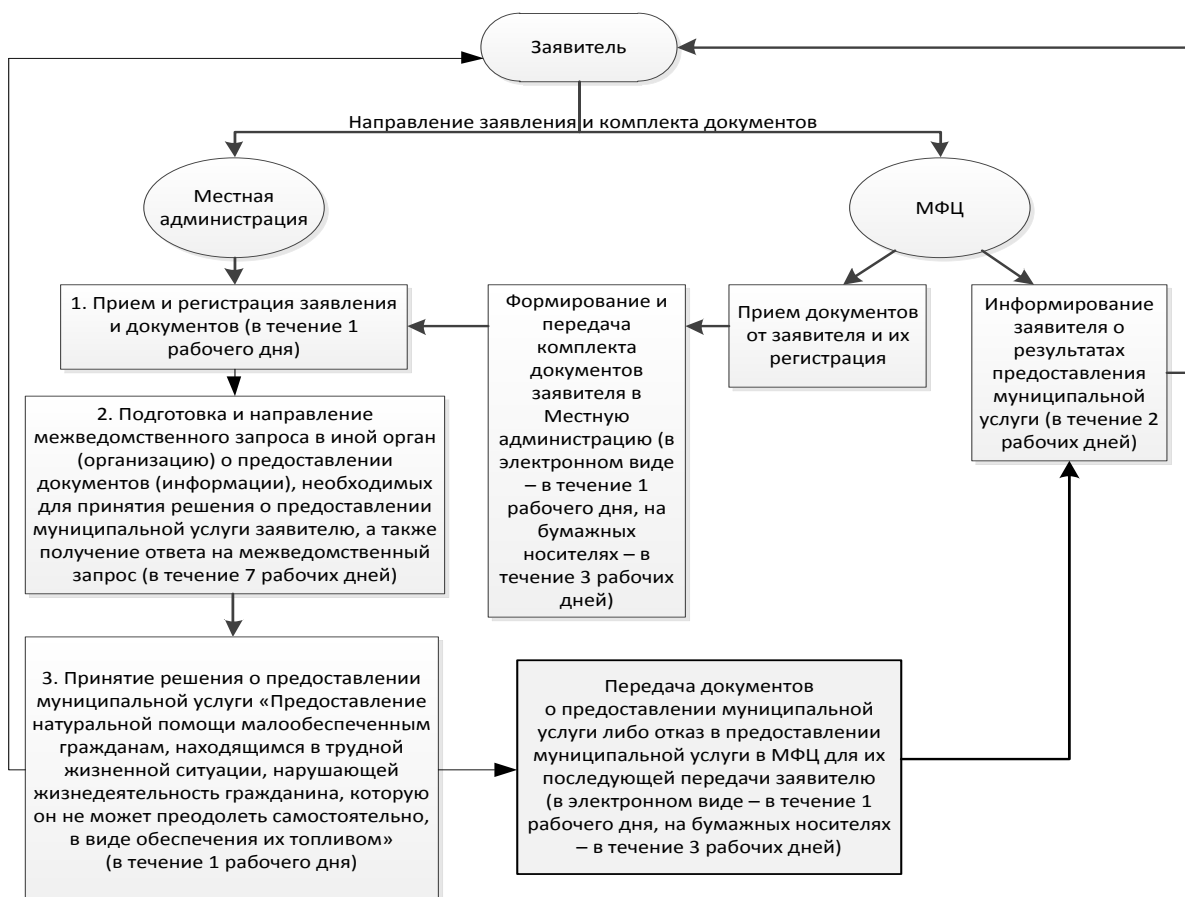 Заявитель
Направление заявления и комплекта документов
Местная
администрация
МФЦ
1. Прием и регистрация заявления
и документов (в течение 1
рабочего дня)
Формирование и
передача
комплекта
документов
заявителя в
Местную
администрацию (в
электронном виде
– в течение 1
рабочего дня, на
бумажных
носителях – в
течение 3 рабочих
дней)
Прием документов
от заявителя и их
регистрация
Информирование
заявителя о
результатах
предоставления
муниципальной
услуги (в течение 2
рабочих дней)
2. Подготовка и направление
межведомственного запроса в иной орган
(организацию) о предоставлении
документов (информации), необходимых
для принятия решения о предоставлении
муниципальной услуги заявителю, а также
получение ответа на межведомственный
запрос (в течение 7 рабочих дней)
3. Принятие решения о предоставлении
муниципальной услуги «Предоставление
натуральной помощи малообеспеченным
гражданам, находящимся в трудной
жизненной ситуации, нарушающей
жизнедеятельность гражданина, которую
он не может преодолеть самостоятельно,
в виде обеспечения их топливом»
(в течение 1 рабочего дня)
Передача документов
о предоставлении муниципальной
услуги либо отказ в предоставлении
муниципальной услуги в МФЦ для их
последующей передачи заявителю
(в электронном виде – в течение 1
рабочего дня, на бумажных носителях
– в течение 3 рабочих дней)